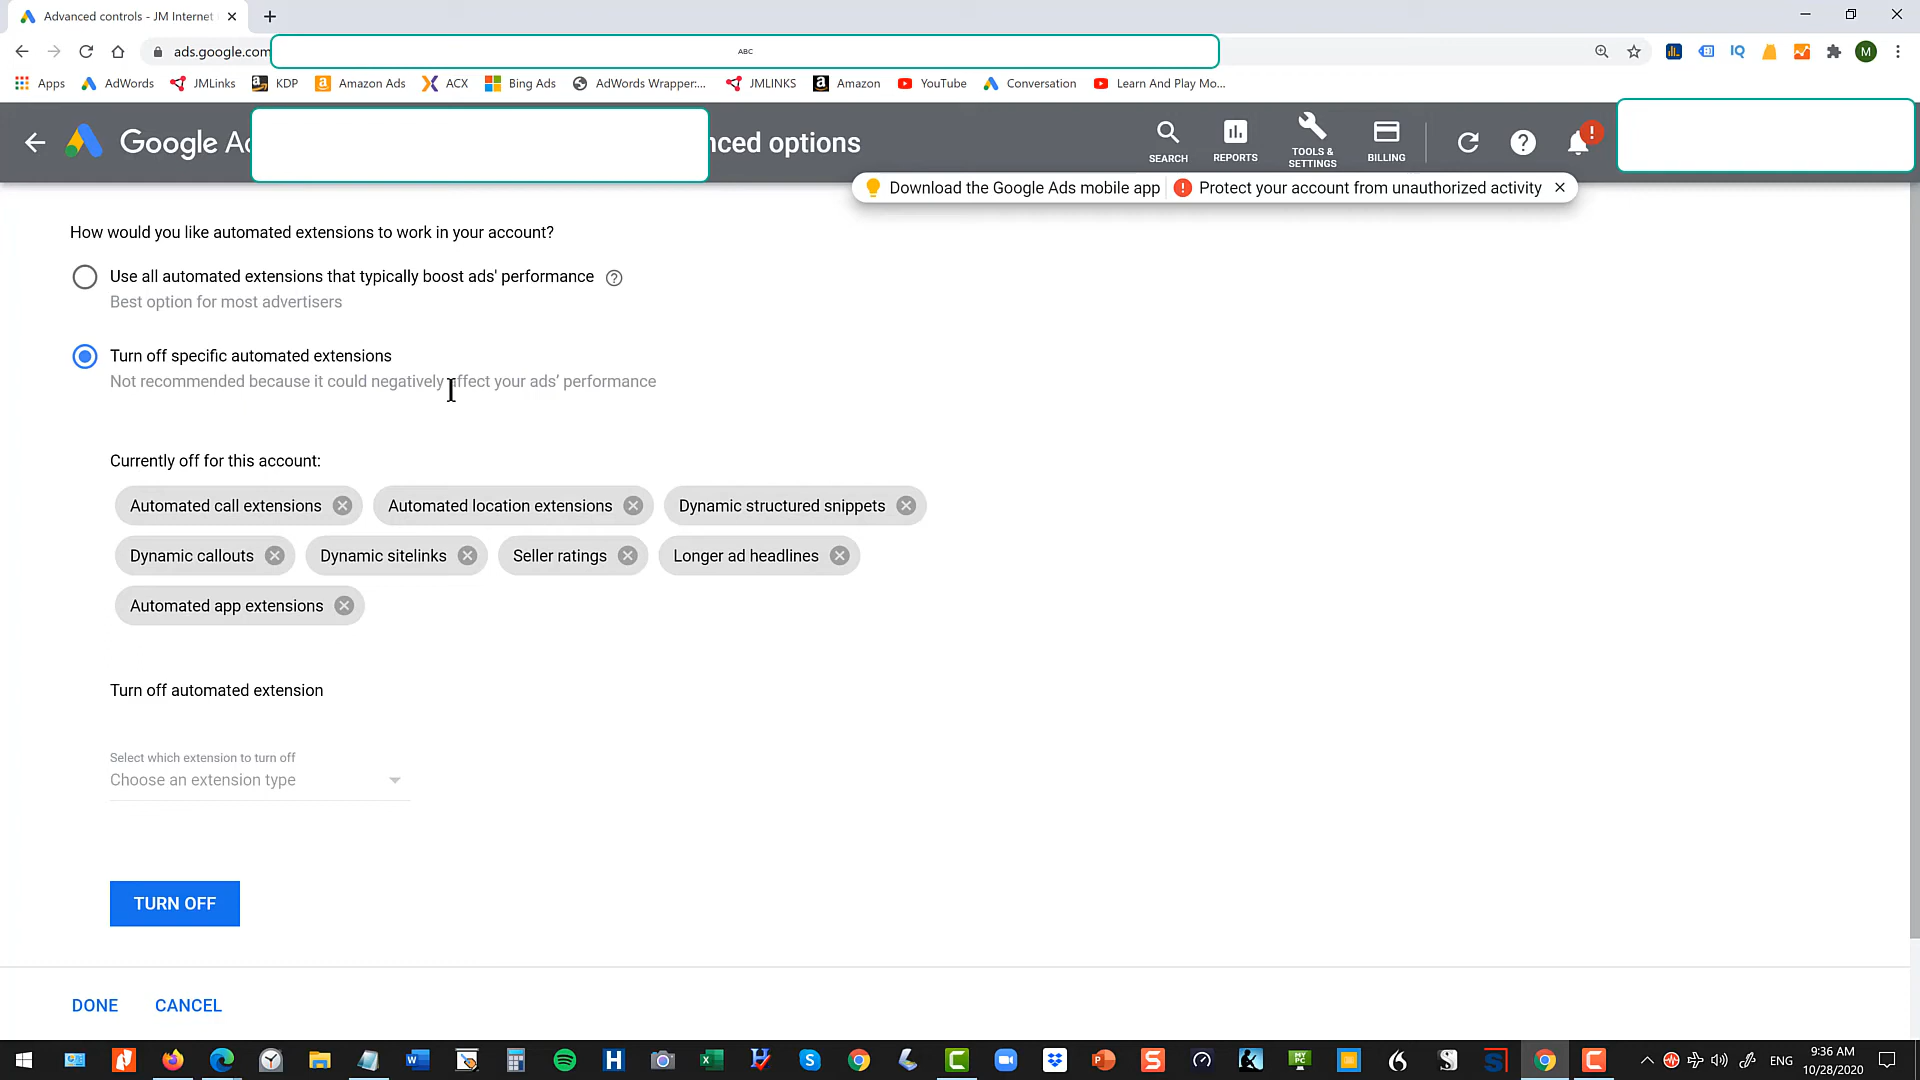 Advanced controls - JM Internet
ads.google.com
ABC
Apps
AdWords
JMLinks
KDP
Amazon Ads
ACX
Bing Ads
AdWords Wrapper:...
JMLINKS
Amazon
YouTube
Conversation
Learn And Play Mo...
IQ
M
Google Ad
nced options
SEARCH
REPORTS
TOOLS &
SETTINGS
BILLING
Download the Google Ads mobile app
Protect your account from unauthorized activity
How would you like automated extensions to work in your account?
Use all automated extensions that typically boost ads' performance
Best option for most advertisers
Turn off specific automated extensions
Not recommended because it could negatively affect your ads’ performance
Currently off for this account:
Automated call extensions
Automated location extensions
Dynamic structured snippets
Dynamic callouts
Dynamic sitelinks
Seller ratings
Longer ad headlines
Automated app extensions
Turn off automated extension
Select which extension to turn off
Choose an extension type
TURN OFF
DONE
CANCEL
ENG
9:36 AM
10/28/2020